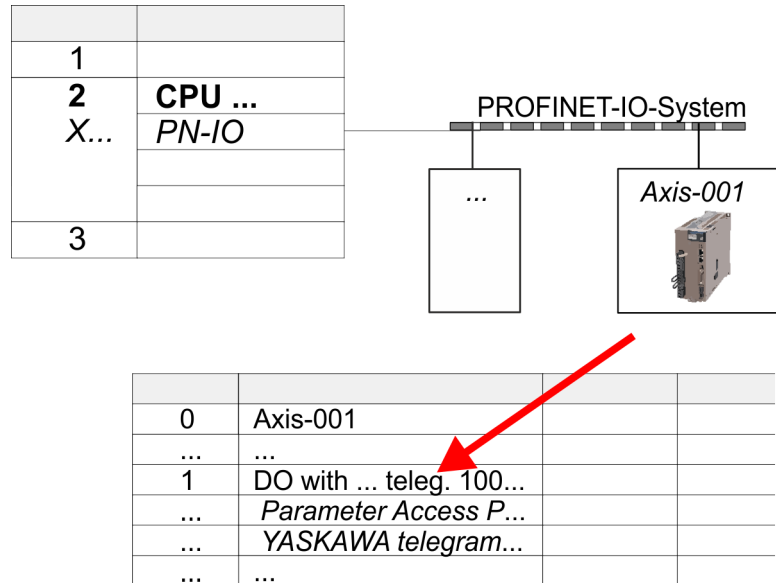 1
2 CPU ...
X... PN-IO
3
PROFINET-IO-System
...
Axis-001
0 Axis-001
... ...
1 DO with ... teleg. 100...
... Parameter Access P...
... YASKAWA telegram...
... ...